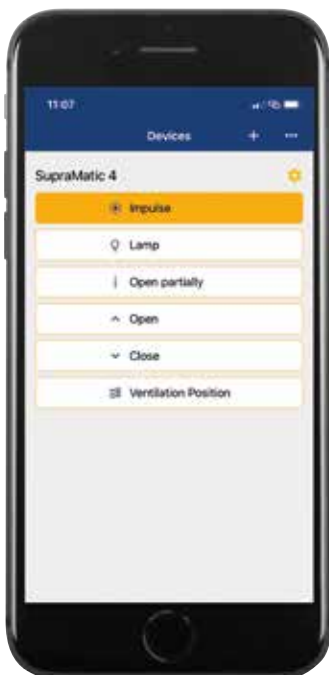 11:07
Devices
SupraMatic 4
Impulse
Lamp
Open partially
Open
Close
Ventilation Position